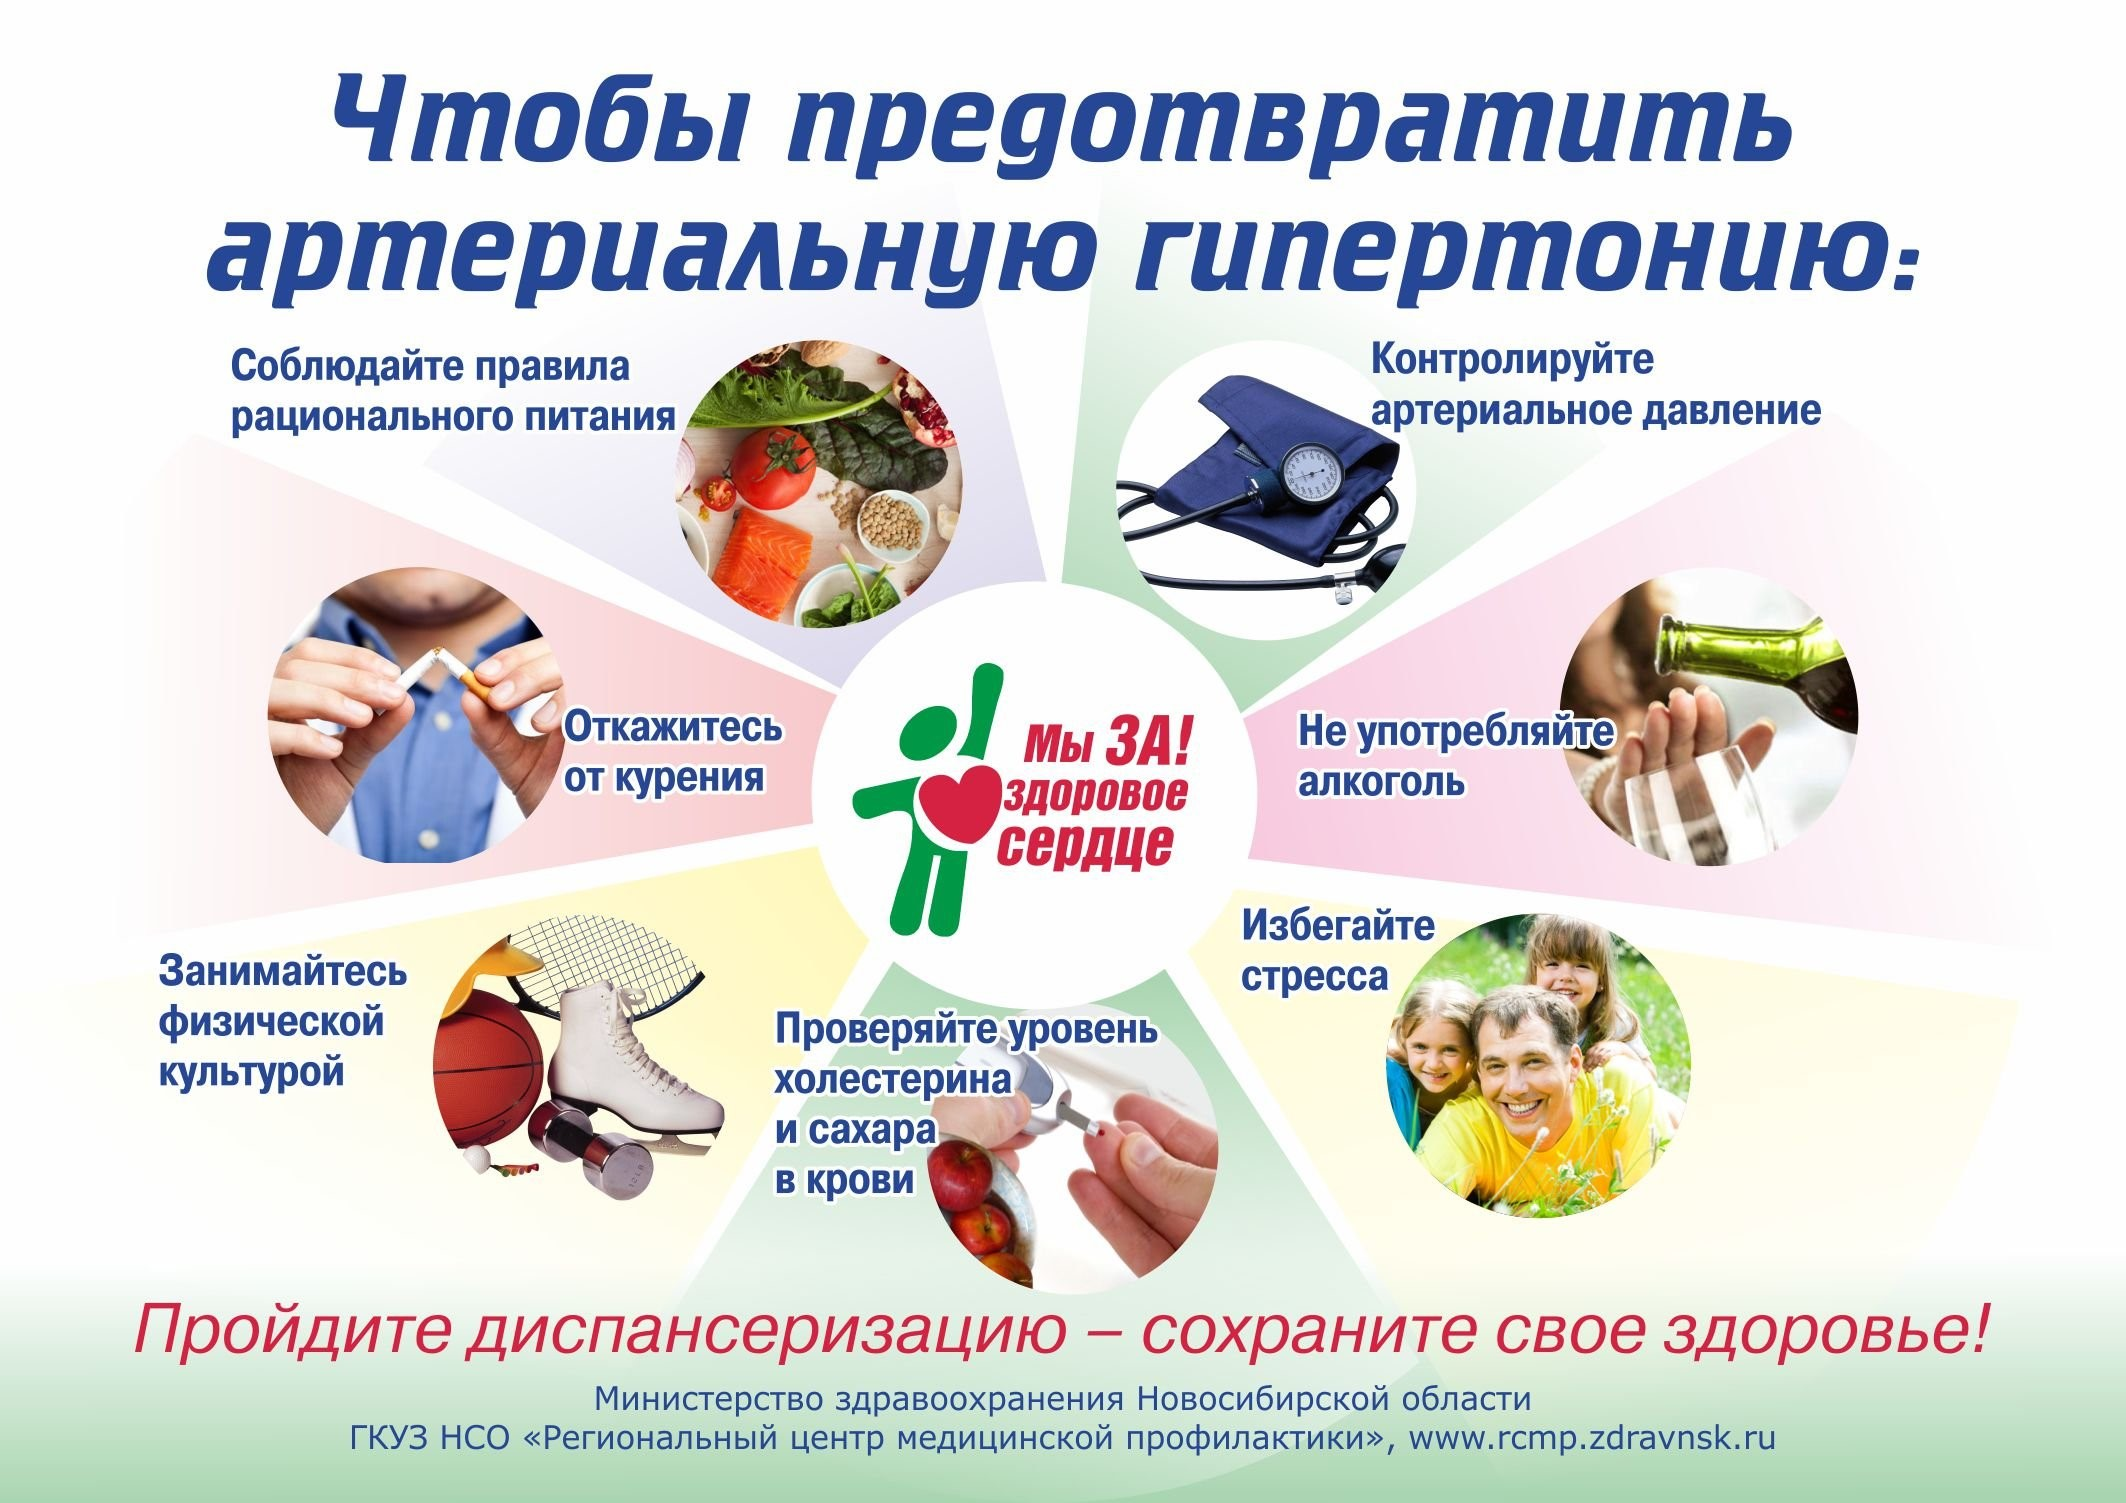 Чтобы предотвратить
артериальную гипертонию:
Соблюдайте правила
рационального питания
Контролируйте
артериальное давление
Откажитесь
от курения
Мы ЗА!
здоровое
сердце
Не употребляйте
алкоголь
Занимайтесь
физической
культурой
Проверяйте уровень
холестерина
и сахара
в крови
Избегайте
стресса
Пройдите диспансеризацию – сохраните свое здоровье!
Министерство здравоохранения Новосибирской области
ГКУЗ НСО «Региональный центр медицинской профилактики», www.rcmp.zdravnsk.ru